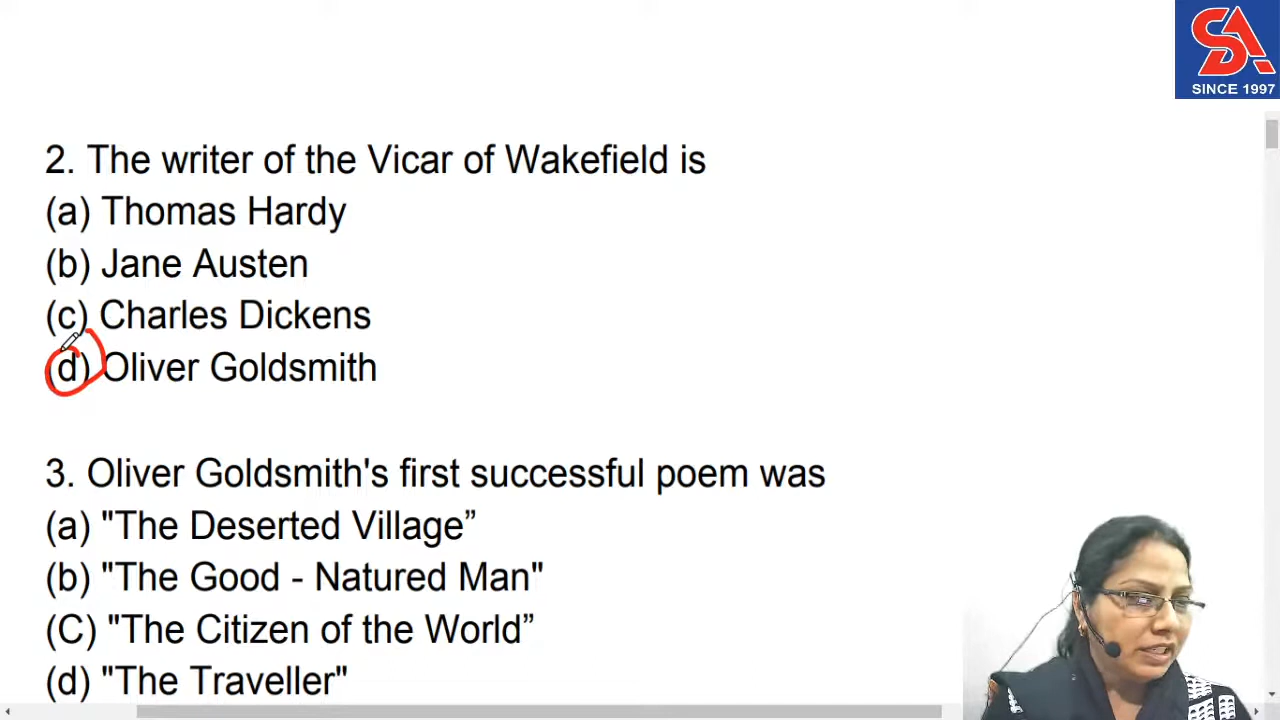 SA
SINCE 1997
2. The writer of the Vicar of Wakefield is
(a) Thomas Hardy
(b) Jane Austen
(c) Charles Dickens
(d) Oliver Goldsmith
3. Oliver Goldsmith's first successful poem was
(a) "The Deserted Village”
(b) "The Good - Natured Man"
(C) "The Citizen of the World”
(d) "The Traveller"